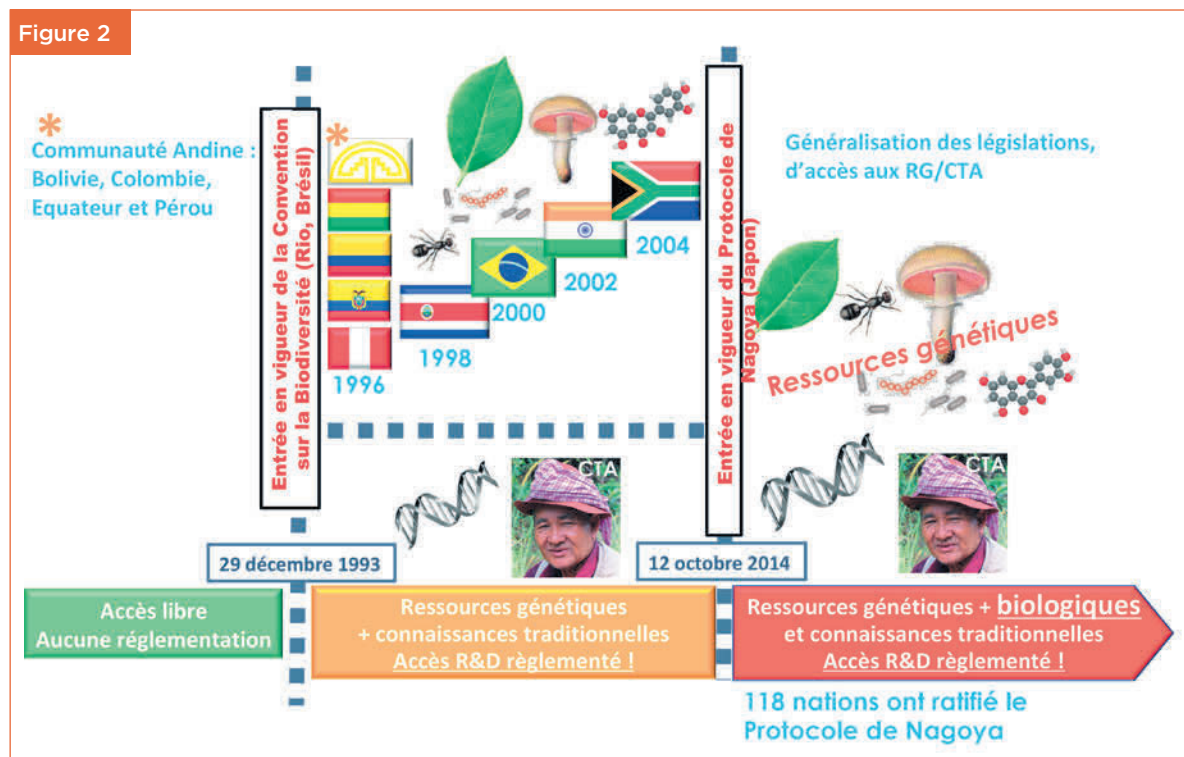 Figure 2
*
Communauté Andine :
Bolivie, Colombie,
Equateur et Pérou
Entrée en vigueur de la Convention
sur la Biodiversité (Rio, Brésil)
*
1996
1998
2000
2002
2004
Entrée en vigueur du Protocole de
Nagoya (Japon)
Généralisation des législations,
d'accès aux RG/CTA
Ressources génétiques
CTA
CTA
29 décembre 1993
12 octobre 2014
Accès libre
Aucune réglementation
Ressources génétiques
+ connaissances traditionnelles
Accès R&D règlementé !
Ressources génétiques + biologiques
et connaissances traditionnelles
Accès R&D règlementé !
118 nations ont ratifié le
Protocole de Nagoya